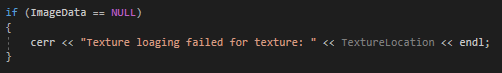 if (ImageData == NULL)
{
cerr << "Texture loaging failed for texture: " << TextureLocation << endl;
}